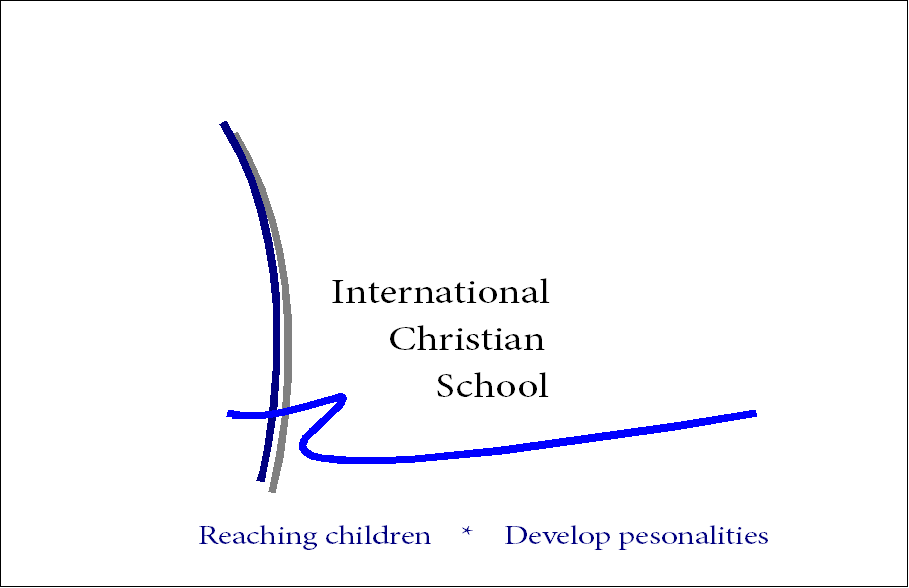 International
Christian
School
Reaching children * Develop pesonalities